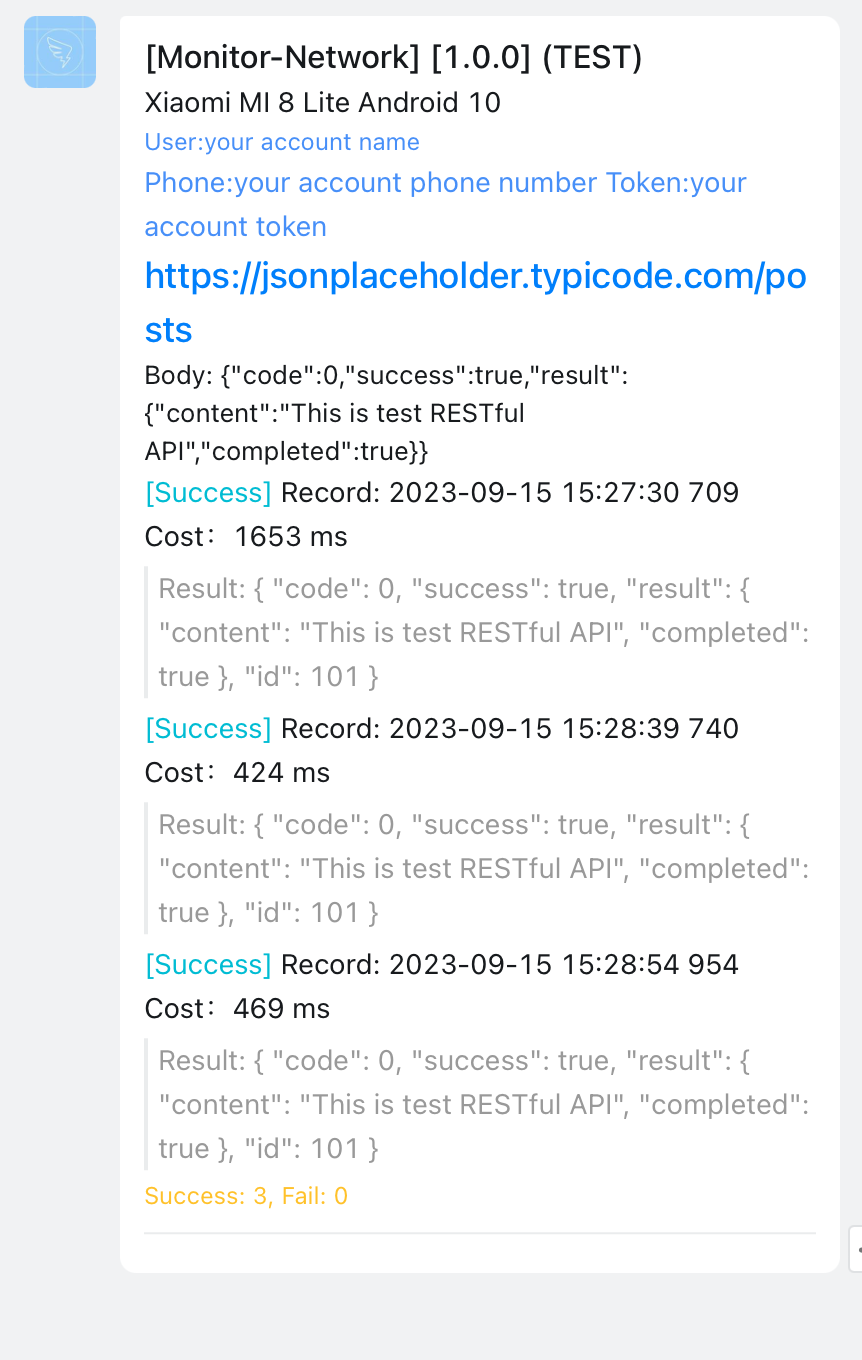 [Monitor-Network] [1.0.0] (TEST)
Xiaomi MI 8 Lite Android 10
User:your account name
Phone:your account phone number Token:your
account token
https://jsonplaceholder.typicode.com/po
sts
Body: {"code":0,"success":true,"result":
{"content":"This is test RESTful
API","completed":true}}
[Success] Record: 2023-09-15 15:27:30 709
Cost：1653 ms
Result: { "code": 0, "success": true, "result": {
"content": "This is test RESTful API", "completed":
true }, "id": 101 }
[Success] Record: 2023-09-15 15:28:39 740
Cost：424 ms
Result: { "code": 0, "success": true, "result": {
"content": "This is test RESTful API", "completed":
true }, "id": 101 }
[Success] Record: 2023-09-15 15:28:54 954
Cost：469 ms
Result: { "code": 0, "success": true, "result": {
"content": "This is test RESTful API", "completed":
true }, "id": 101 }
Success: 3, Fail: 0